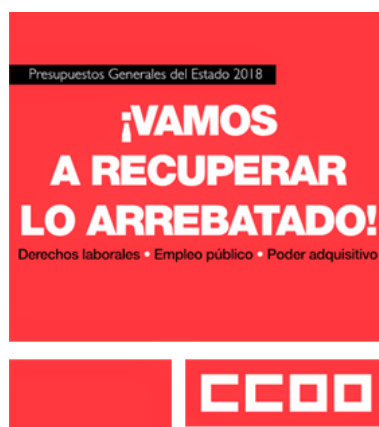 Presupuestos Generales del Estado 2018
¡VAMOS
A RECUPERAR
LO ARREBATADO!
Derechos laborales • Empleo público • Poder adquisitivo
CCOO